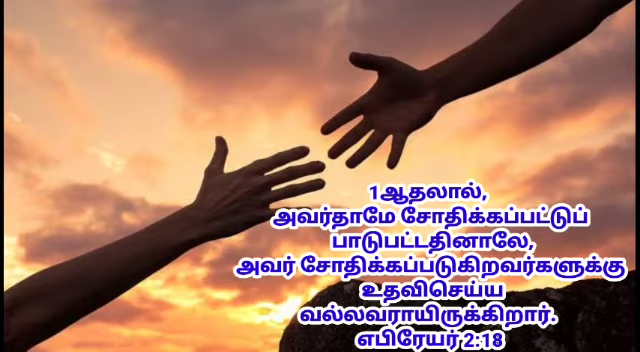 1ஆதலால்,
அவர்தாமே சோதிக்கப்பட்டுப்
பாடுபட்டதினாலே,
அவர் சோதிக்கப்படுகிறவர்களுக்கு
உதவிசெய்ய
வல்லவராயிருக்கிறார்.
எபிரேயர் 2:18